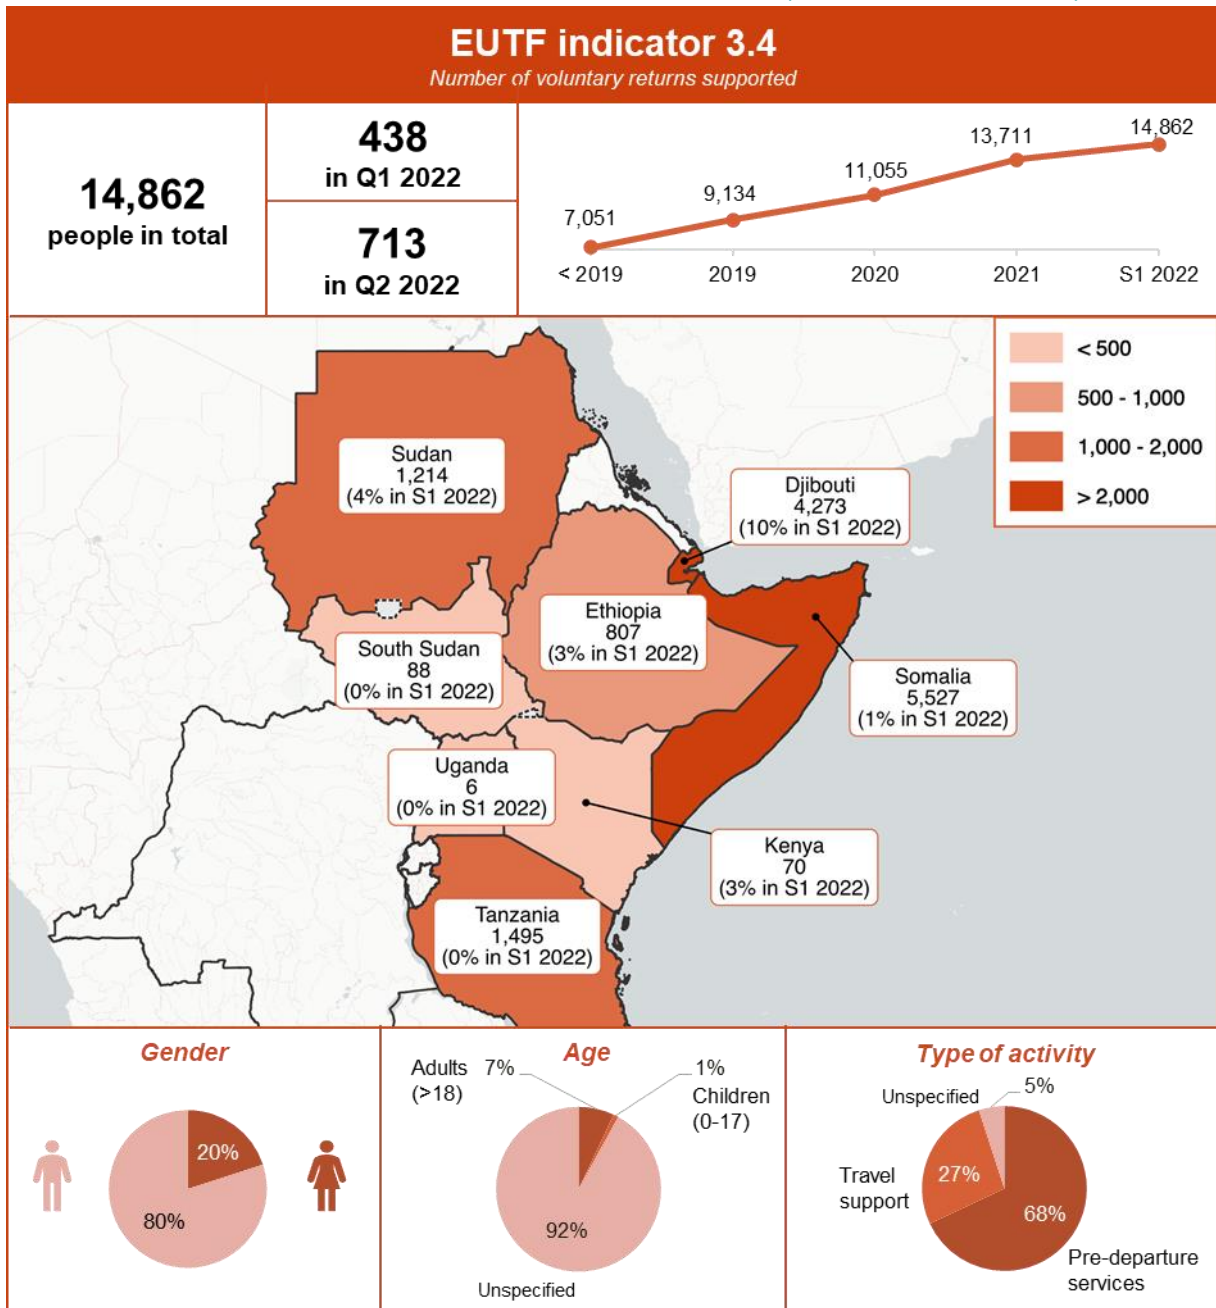 EUTF indicator 3.4
Number of voluntary returns supported
14,862
people in total
438
in Q1 2022
713
in Q2 2022
7,051
9,134
11,055
13,711
14,862
< 2019
2019
2020
2021
S1 2022
< 500
500 - 1,000
1,000 - 2,000
> 2,000
Sudan
1,214
(4% in S1 2022)
Djibouti
4,273
(10% in S1 2022)
Ethiopia
807
(3% in S1 2022)
South Sudan
88
(0% in S1 2022)
Somalia
5,527
(1% in S1 2022)
Uganda
6
(0% in S1 2022)
Kenya
70
(3% in S1 2022)
Tanzania
1,495
(0% in S1 2022)
Gender
20%
80%
Age
Adults
(>18)
7%
1%
Children
(0-17)
92%
Unspecified
Type of activity
Unspecified
5%
Travel
support
27%
68%
Pre-departure
services